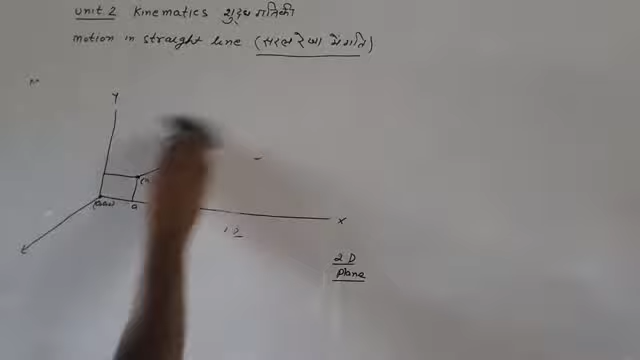 unit.2 Kinematics शुद्ध गतिकी
motion in straight line (सरल रेखा में गति)
Y
a
X
2 D
Plane